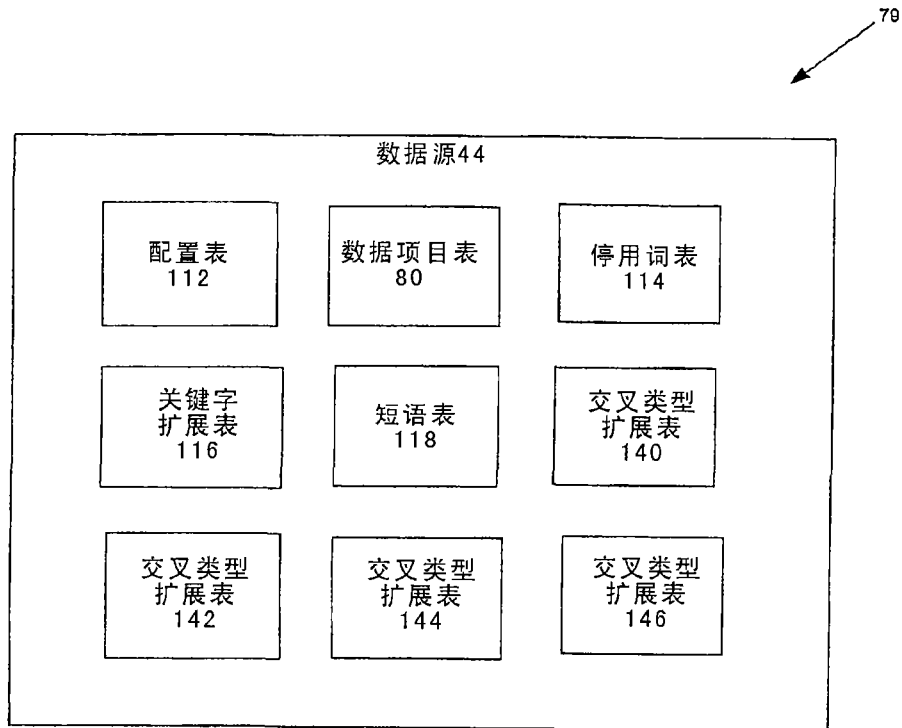 79
数据源44
配置表
112
数据项目表
80
停用词表
114
关键字
扩展表
116
短语表
118
交叉类型
扩展表
140
交叉类型
扩展表
142
交叉类型
扩展表
144
交叉类型
扩展表
146